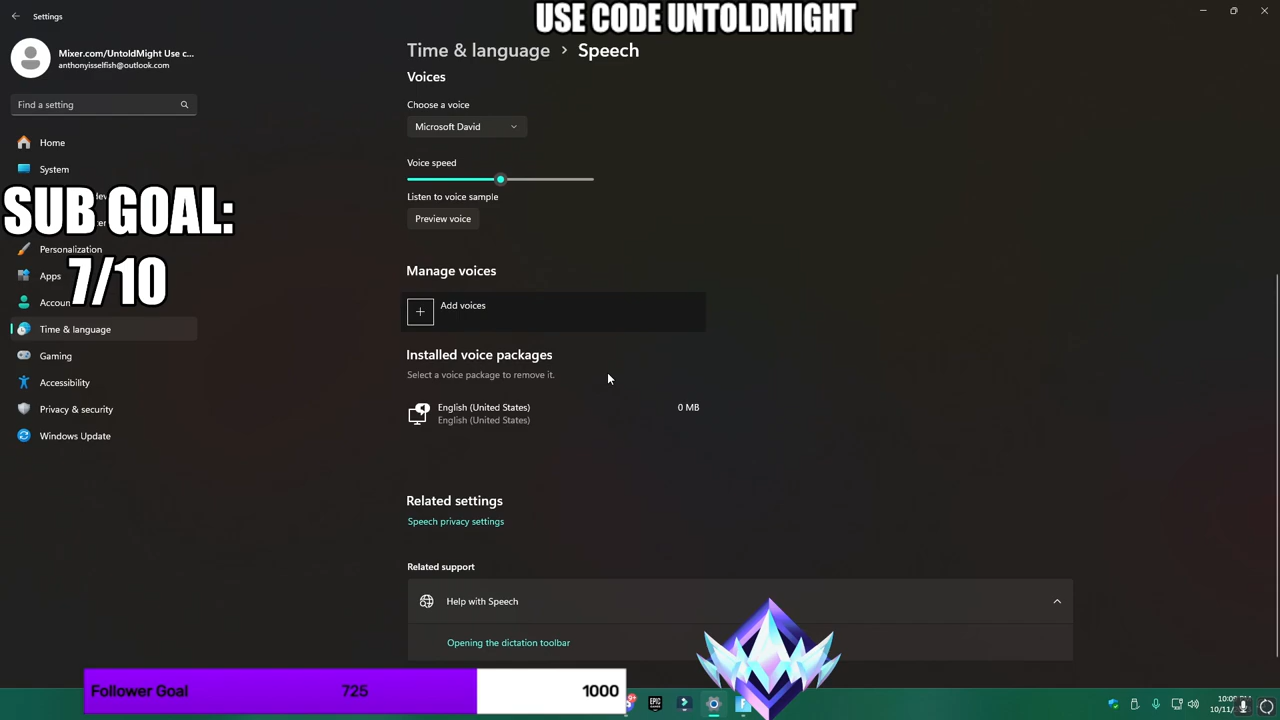 Settings
USE CODE UNTOLDMIGHT
Mixer.com/UntoldMight Use c...
anthonyisselfish@outlook.com
Time & language > Speech
Voices
Find a setting
Choose a voice
Microsoft David
Home
Voice speed
System
Listen to voice sample
SUB GOAL:
Preview voice
Personalization
7/10
Manage voices
Apps
Add voices
Time & language
Installed voice packages
Gaming
Select a voice package to remove it.
Accessibility
English (United States)
0 MB
Privacy & security
English (United States)
Windows Update
Related settings
Speech privacy settings
Related support
Help with Speech
Opening the dictation toolbar
Follower Goal
725
1000
EPIC